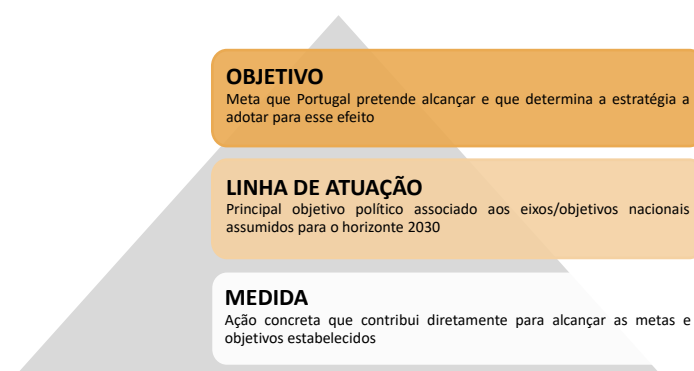 OBJETIVO
Meta que Portugal pretende alcançar e que determina a estratégia a
adotar para esse efeito
LINHA DE ATUAÇÃO
Principal objetivo político associado aos eixos/objetivos nacionais
assumidos para o horizonte 2030
MEDIDA
Ação concreta que contribui diretamente para alcançar as metas e
objetivos estabelecidos